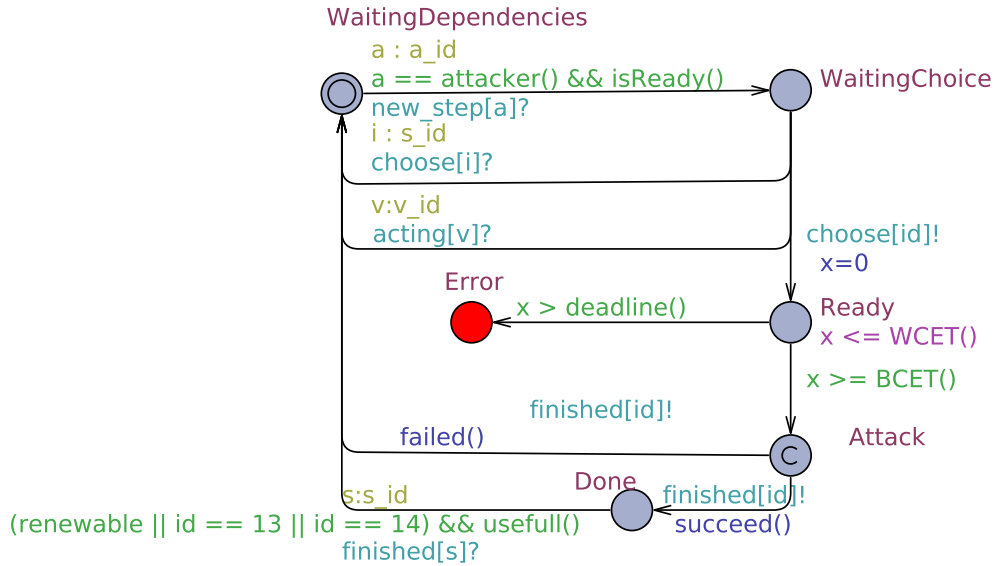 WaitingDependencies
a : a_id
a == attacker() && isReady()
WaitingChoice
new_step[a]?
i : s_id
choose[i]?
v:v_id
acting[v]?
choose[id]!
x=0
Error
x > deadline()
Ready
x <= WCET()
x >= BCET()
finished[id]!
failed()
Attack
C
Done
s:s_id
finished[id]!
(renewable || id == 13 || id == 14) && usefull()
succeed()
finished[s]?